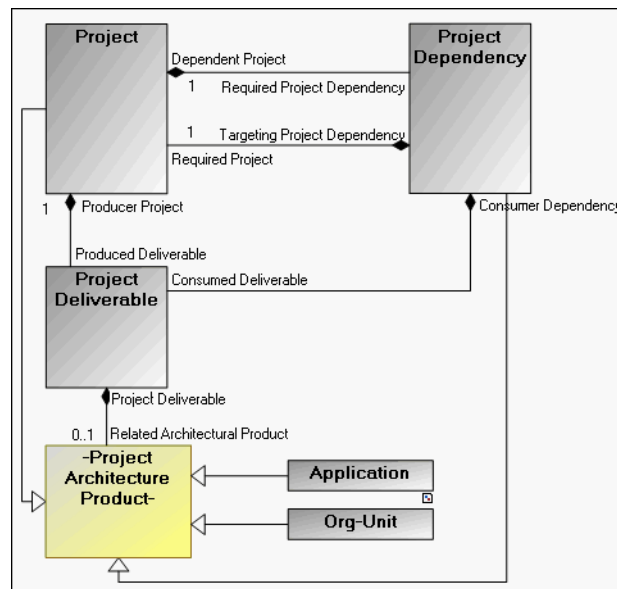 Project
Project
Dependency
Dependent Project
1
Required Project Dependency
1
Targeting Project Dependency
Required Project
1
Producer Project
Consumer Dependency
Produced Deliverable
Project
Deliverable
Consumed Deliverable
Project Deliverable
0..1
Related Architectural Product
-Project
Architecture
Product-
Application
Org-Unit